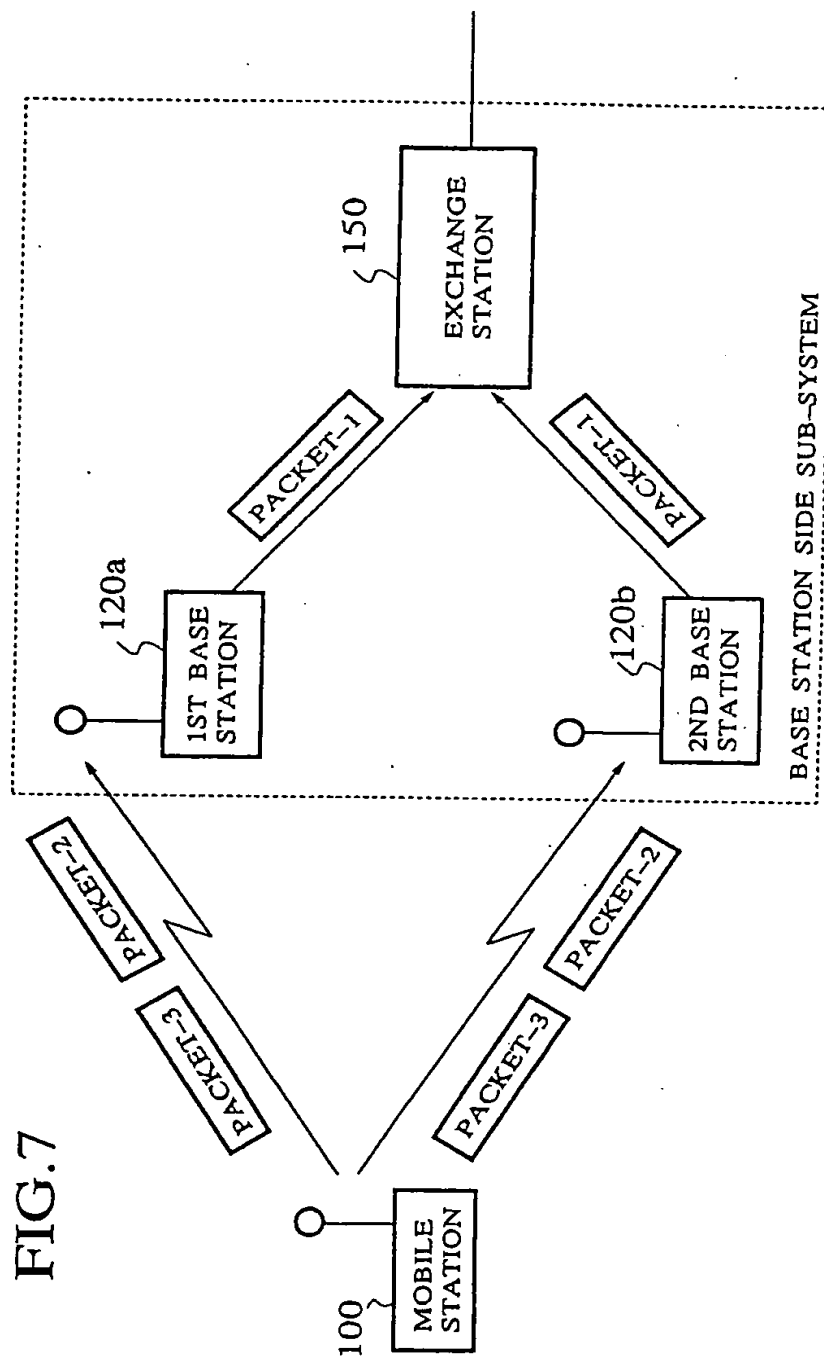 FIG.7
100
MOBILE
STATION
PACKET-3
PACKET-2
PACKET-3
PACKET-2
120a
1ST BASE
STATION
120b
2ND BASE
STATION
PACKET-1
PACKET-1
150
EXCHANGE
STATION
BASE STATION SIDE SUB-SYSTEM